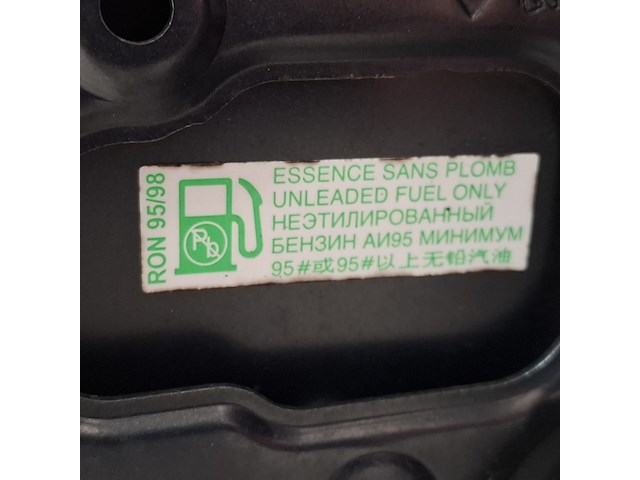 RON 95/98
Pb
ESSENCE SANS PLOMB
UNLEADED FUEL ONLY
НЕЭТИЛИРОВАННЫЙ
БЕНЗИН АИ95 МИНИМУМ
95#或95#以上无铅汽油